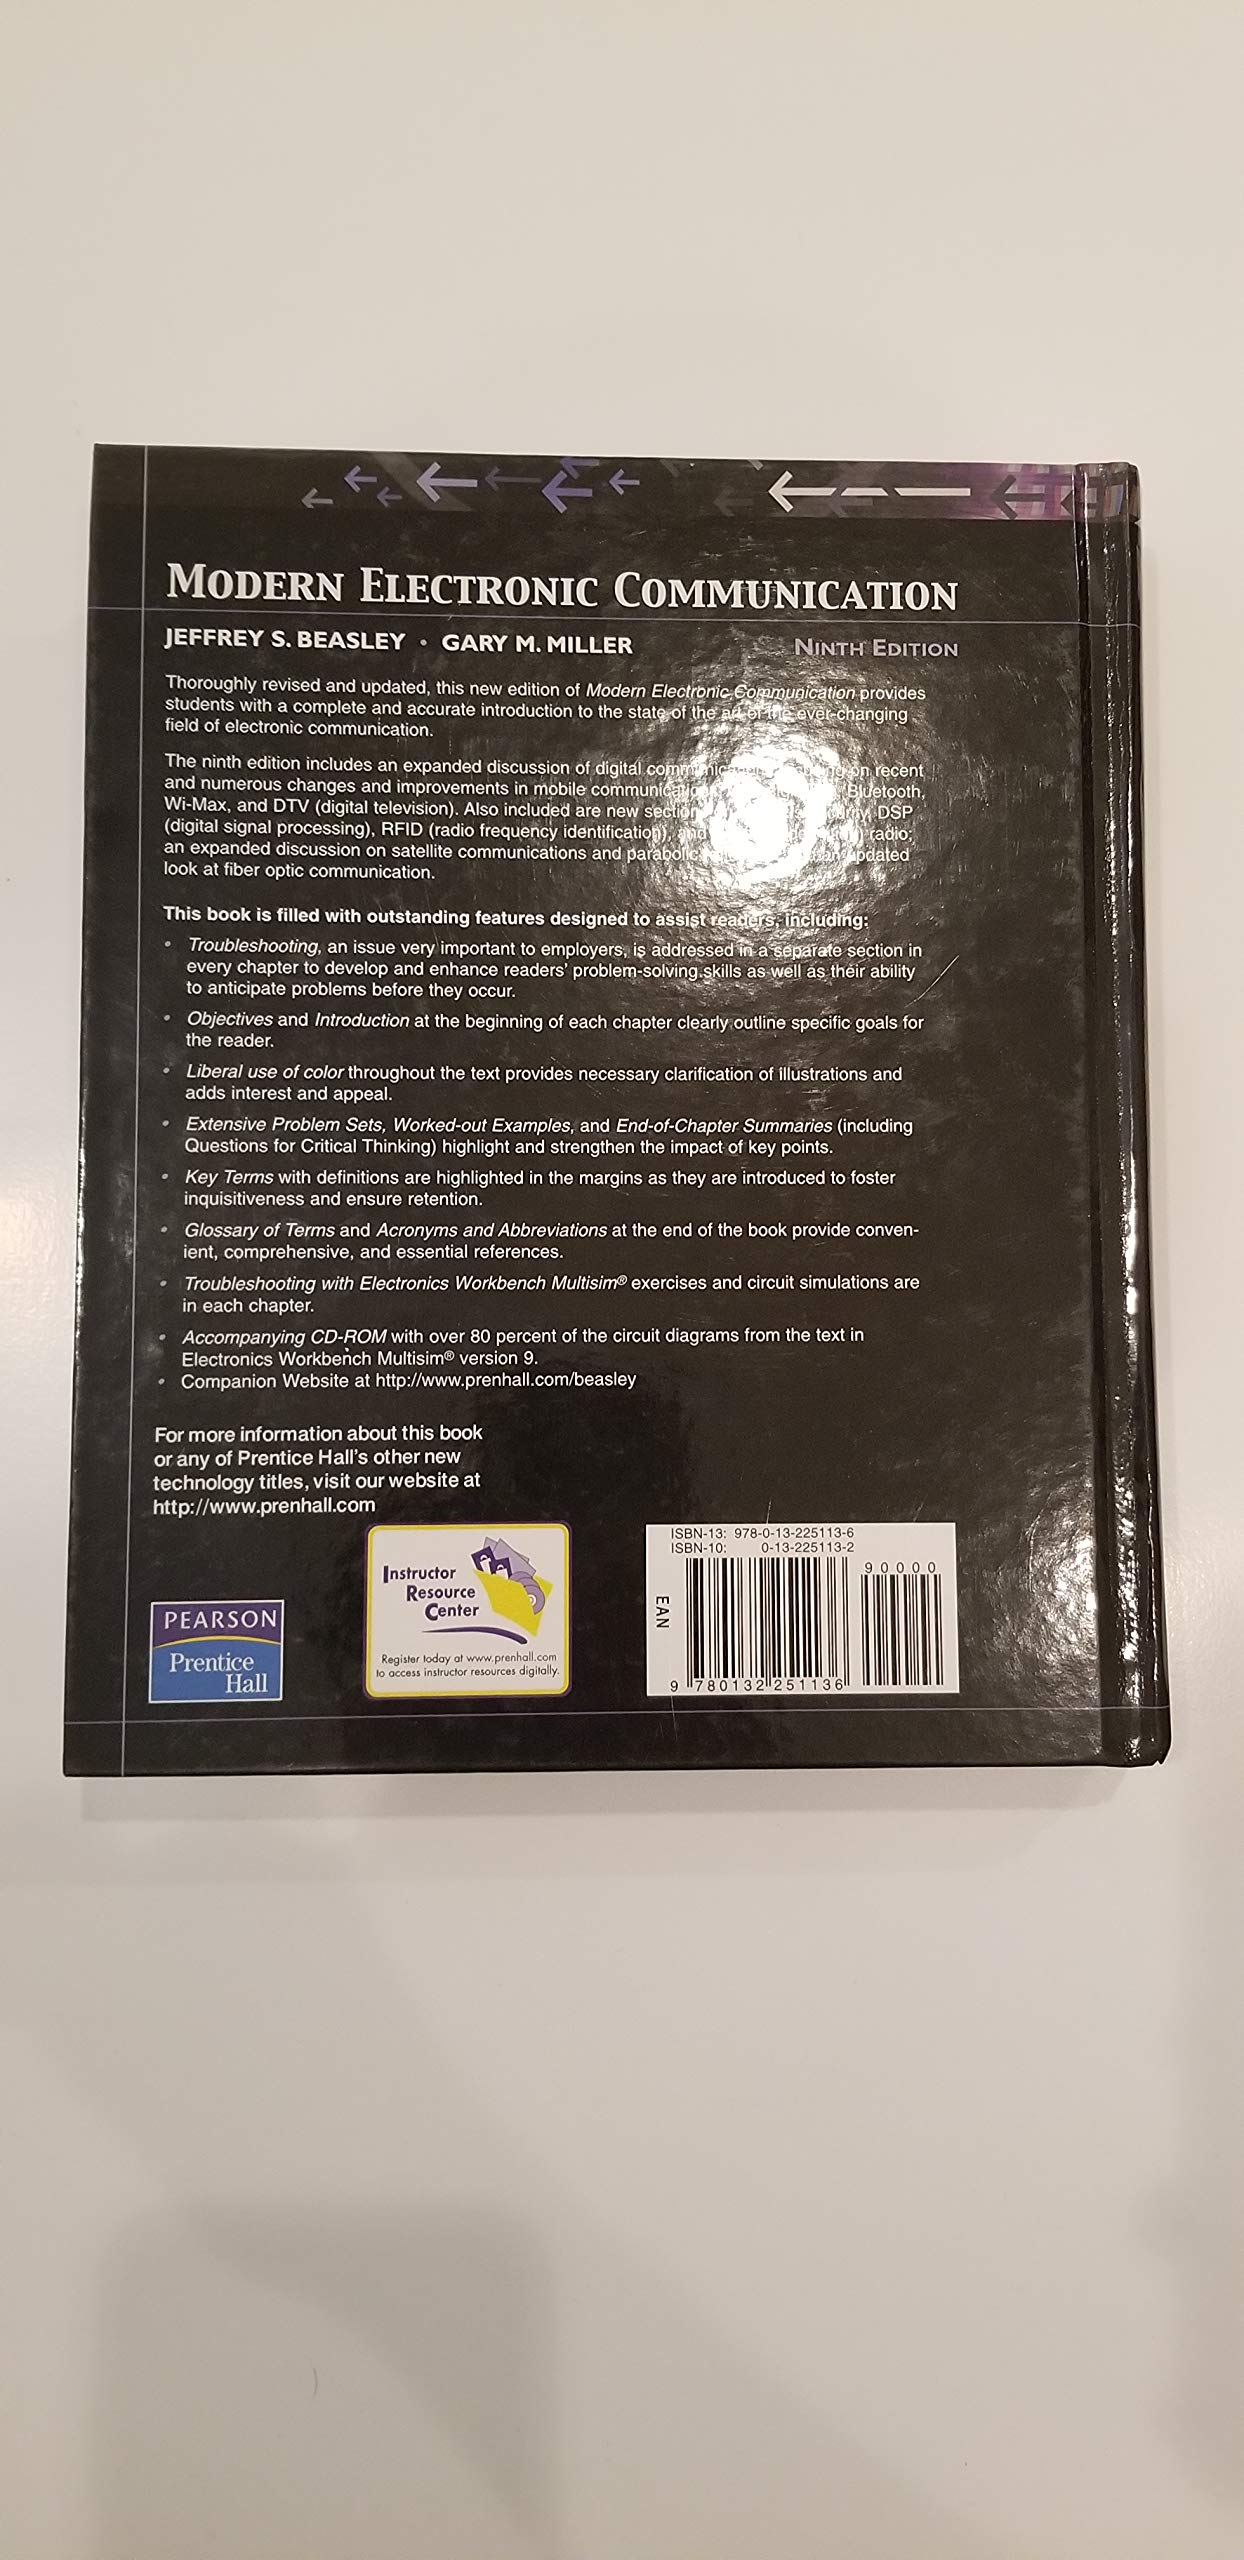 MODERN ELECTRONIC COMMUNICATION
JEFFREY S. BEASLEY • GARY M. MILLER
NINTH EDITION
Thoroughly revised and updated, this new edition of Modern Electronic Communication provides
students with a complete and accurate introduction to the state of the art of the ever-changing
field of electronic communication.
The ninth edition includes an expanded discussion of digital on recent
and numerous changes and improvements in mobile Bluetooth,
Wi-Max, and DTV (digital television). Also included are new DSP
(digital signal processing), RFID (radio frequency identification), and radio;
an expanded discussion on satellite communications and parabolic updated
look at fiber optic communication.
This book is filled with outstanding features designed to assist readers, including:
• Troubleshooting, an issue very important to employers, is addressed in a separate section in
every chapter to develop and enhance readers' problem-solving skills as well as their ability
to anticipate problems before they occur.
• Objectives and Introduction at the beginning of each chapter clearly outline specific goals for
the reader.
• Liberal use of color throughout the text provides necessary clarification of illustrations and
adds interest and appeal.
• Extensive Problem Sets, Worked-out Examples, and End-of-Chapter Summaries (including
Questions for Critical Thinking) highlight and strengthen the impact of key points.
• Key Terms with definitions are highlighted in the margins as they are introduced to foster
inquisitiveness and ensure retention.
• Glossary of Terms and Acronyms and Abbreviations at the end of the book provide conven-
ient, comprehensive, and essential references.
• Troubleshooting with Electronics Workbench Multisim® exercises and circuit simulations are
in each chapter.
• Accompanying CD-ROM with over 80 percent of the circuit diagrams from the text in
Electronics Workbench Multisim® version 9.
• Companion Website at http://www.prenhall.com/beasley
For more information about this book
or any of Prentice Hall's other new
technology titles, visit our website at
http://www.prenhall.com
PEARSON
Prentice
Hall
Instructor
Resource
Center
Register today at www.prenhall.com
to access instructor resources digitally.
ISBN-13: 978-0-13-225113-6
ISBN-10: 0-13-225113-2
90000
EAN
9 780132 251136